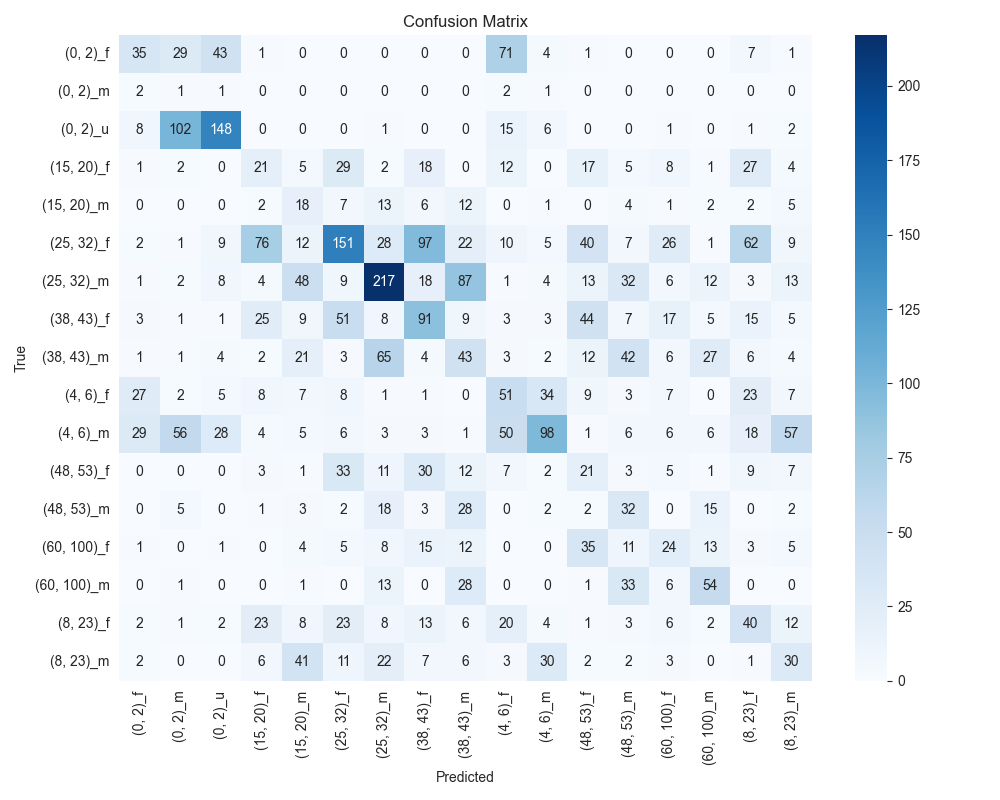 Confusion Matrix
(0, 2)_f 35 29 43 1 0 0 0 0 0 71 4 1 0 0 0 7 1
(0, 2)_m 2 1 1 0 0 0 0 0 0 2 1 0 0 0 0 0 0
(0, 2)_u 8 102 148 0 0 0 1 0 0 15 6 0 0 1 0 1 2
(15, 20)_f 1 2 0 21 5 29 2 18 0 12 0 17 5 8 1 27 4
(15, 20)_m 0 0 0 2 18 7 13 6 12 0 1 0 4 1 2 2 5
(25, 32)_f 2 1 9 76 12 151 28 97 22 10 5 40 7 26 1 62 9
(25, 32)_m 1 2 8 4 48 9 217 18 87 1 4 13 32 6 12 3 13
(38, 43)_f 3 1 1 25 9 51 8 91 9 3 3 44 7 17 5 15 5
(38, 43)_m 1 1 4 2 21 3 65 4 43 3 2 12 42 6 27 6 4
(4, 6)_f 27 2 5 8 7 8 1 1 0 51 34 9 3 7 0 23 7
(4, 6)_m 29 56 28 4 5 6 3 3 1 50 98 1 6 6 6 18 57
(48, 53)_f 0 0 0 3 1 33 11 30 12 7 2 21 3 5 1 9 7
(48, 53)_m 0 5 0 1 3 2 18 3 28 0 2 2 32 0 15 0 2
(60, 100)_f 1 0 1 0 4 5 8 15 12 0 0 35 11 24 13 3 5
(60, 100)_m 0 1 0 0 1 0 13 0 28 0 0 1 33 6 54 0 0
(8, 23)_f 2 1 2 23 8 23 8 13 6 20 4 1 3 6 2 40 12
(8, 23)_m 2 0 0 6 41 11 22 7 6 3 30 2 2 3 0 1 30
True
(0, 2)_f (0, 2)_m (0, 2)_u (15, 20)_f (15, 20)_m (25, 32)_f (25, 32)_m (38, 43)_f (38, 43)_m (4, 6)_f (4, 6)_m (48, 53)_f (48, 53)_m (60, 100)_f (60, 100)_m (8, 23)_f (8, 23)_m
Predicted
200
175
150
125
100
75
50
25
0